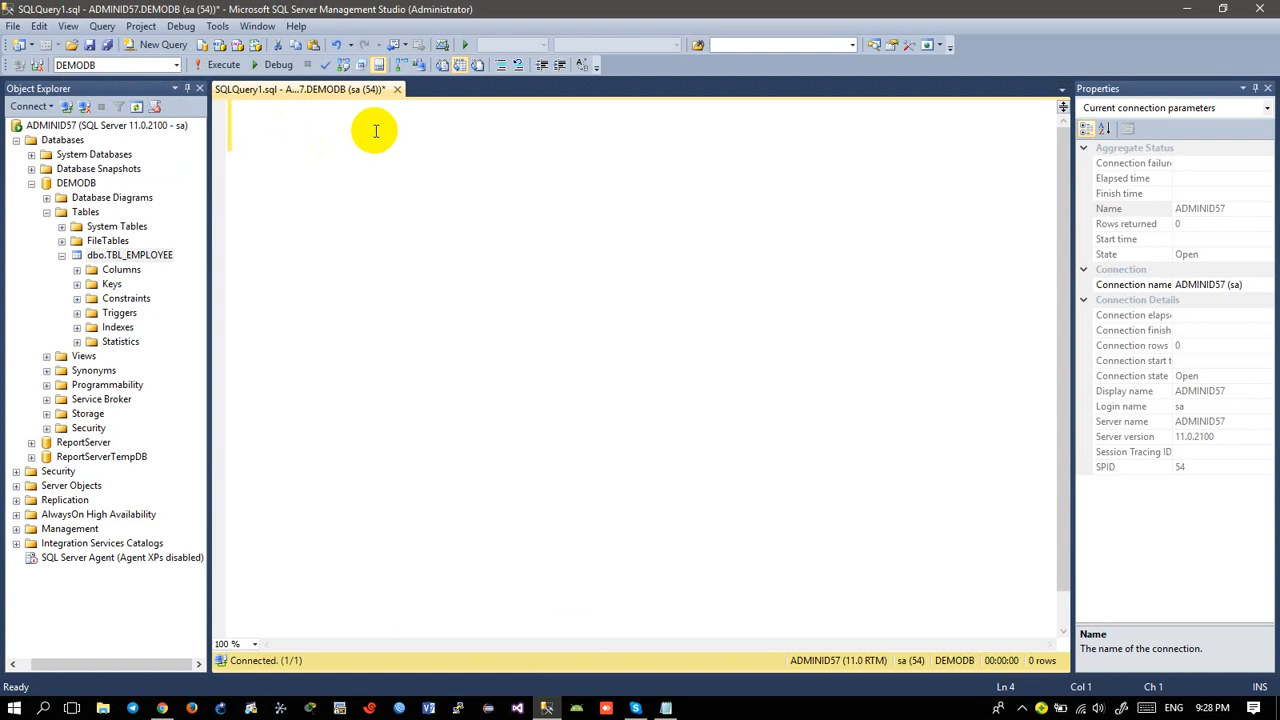 SQLQuery1.sql - ADMINID57.DEMODB (sa (54))* - Microsoft SQL Server Management Studio (Administrator)
File Edit View Query Project Debug Tools Window Help
New Query
DEMODB Execute Debug
Object Explorer
Connect
ADMINID57 (SQL Server 11.0.2100 - sa)
Databases
System Databases
Database Snapshots
DEMODB
Database Diagrams
Tables
System Tables
FileTables
dbo.TBL_EMPLOYEE
Columns
Keys
Constraints
Triggers
Indexes
Statistics
Views
Synonyms
Programmability
Service Broker
Storage
Security
ReportServer
ReportServerTempDB
Security
Server Objects
Replication
AlwaysOn High Availability
Management
Integration Services Catalogs
SQL Server Agent (Agent XPs disabled)
SQLQuery1.sql - A...7.DEMODB (sa (54))*
100 %
Connected. (1/1) ADMINID57 (11.0 RTM) sa (54) DEMODB 00:00:00 0 rows
Properties
Current connection parameters
Aggregate Status
Connection failure
Elapsed time
Finish time
Name ADMINID57
Rows returned 0
Start time
State Open
Connection
Connection name ADMINID57 (sa)
Connection Details
Connection elapse
Connection finish
Connection rows 0
Connection start t
Connection state Open
Display name ADMINID57
Login name sa
Server name ADMINID57
Server version 11.0.2100
Session Tracing ID
SPID 54
Name
The name of the connection.
Ready Ln 4 Col 1 Ch 1 INS
ENG 9:28 PM